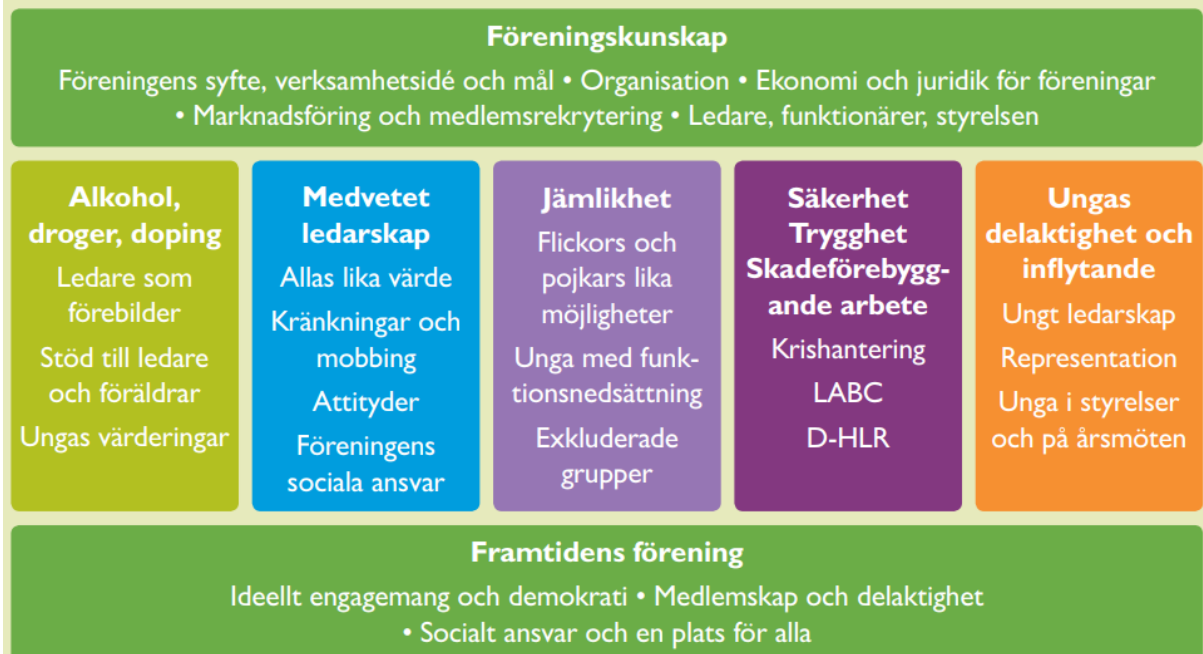 Föreningskunskap
Föreningens syfte, verksamhetsidé och mål • Organisation • Ekonomi och juridik för föreningar
• Marknadsföring och medlemsrekrytering • Ledare, funktionärer, styrelsen
Alkohol,
droger, doping
Ledare som
förebilder
Stöd till ledare
och föräldrar
Ungas värderingar
Medvetet
ledarskap
Allas lika värde
Kränkningar och
mobbing
Attityder
Föreningens
sociala ansvar
Jämlikhet
Flickors och
pojkars lika
möjligheter
Unga med funk-
tionsnedsättning
Exkluderade
grupper
Säkerhet
Trygghet
Skadeförebygg-
ande arbete
Krishantering
LABC
D-HLR
Ungas
delaktighet och
inflytande
Ungt ledarskap
Representation
Unga i styrelser
och på årsmöten
Framtidens förening
Ideellt engagemang och demokrati • Medlemskap och delaktighet
• Socialt ansvar och en plats för alla